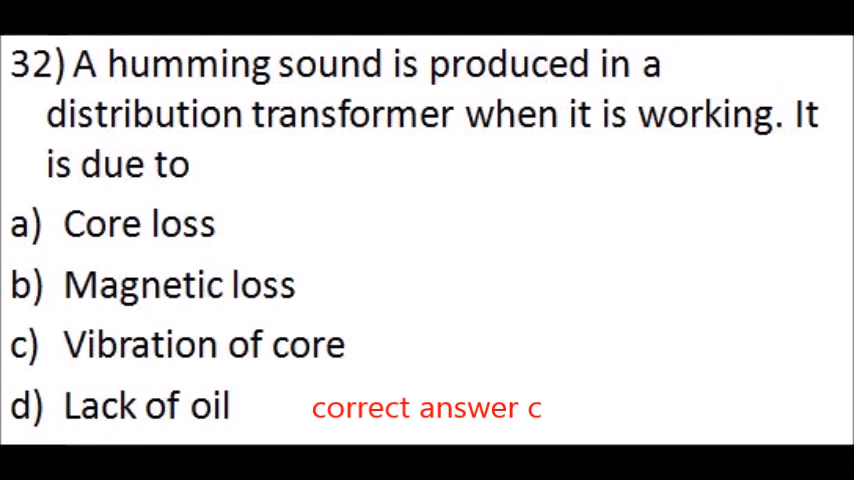 32) A humming sound is produced in a
distribution transformer when it is working. It
is due to
a) Core loss
b) Magnetic loss
c) Vibration of core
d) Lack of oil correct answer c